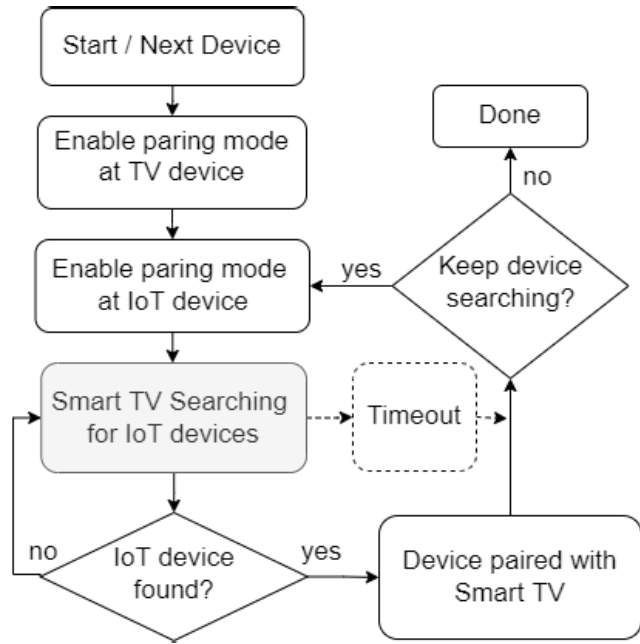 Start / Next Device
Enable paring mode
at TV device
Done
no
Enable paring mode
at IoT device
yes
Keep device
searching?
Smart TV Searching
for IoT devices
Timeout
no
IoT device
found?
yes
Device paired with
Smart TV